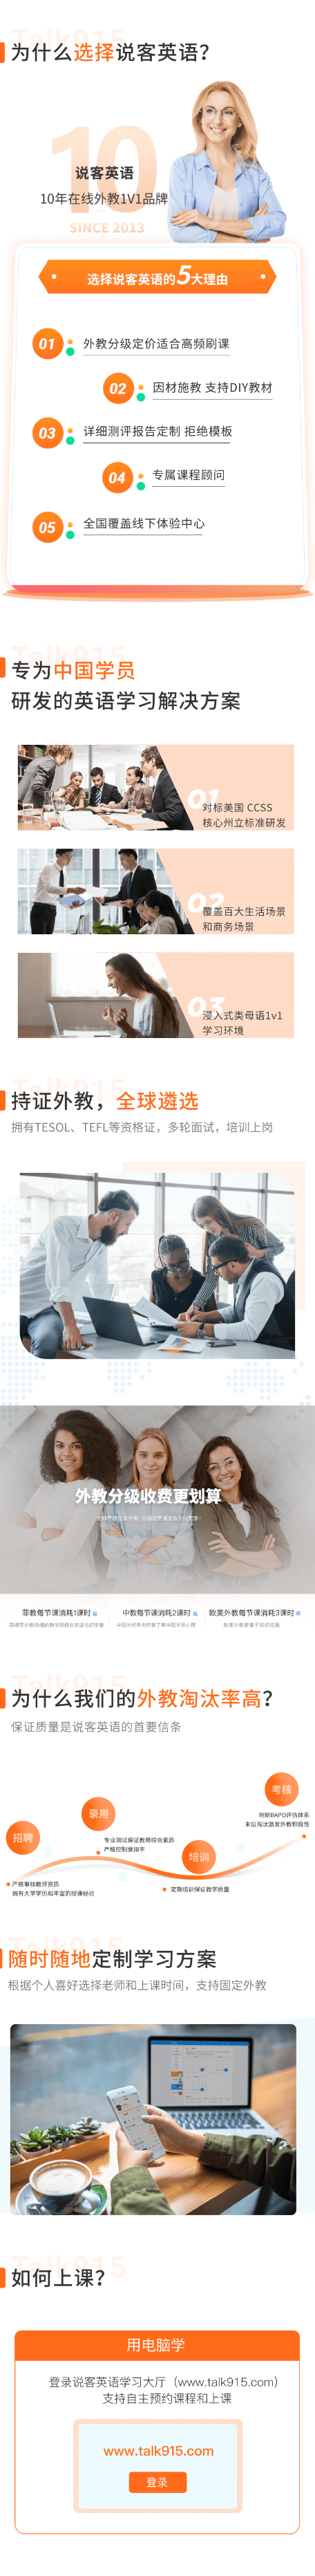 Talk915
为什么选择说客英语?
10
说客英语
10年在线外教1V1品牌
SINCE 2013
选择说客英语的5大理由
01 外教分级定价适合高频刷课
02 因材施教 支持DIY教材
03 详细测评报告定制 拒绝模板
04 专属课程顾问
05 全国覆盖线下体验中心
Talk915
专为中国学员
研发的英语学习解决方案
01
对标美国 CCSS
核心州立标准研发
02
覆盖百大生活场景
和商务场景
03
浸入式类母语1v1
学习环境
Talk915
持证外教，全球遴选
拥有TESOL、TEFL等资格证，多轮面试，培训上岗
外教分级收费更划算
菲教每节课消耗1课时 起
中教每节课消耗2课时 起
欧美外教每节课消耗3课时 起
Talk915
为什么我们的外教淘汰率高?
保证质量是说客英语的首要信条
考核
创新BAPO评估体系
末位淘汰激发外教积极性
录用
专业测试保证教师综合素质
严格控制录用率
招聘
培训
严格审核教师资质
拥有大学学历和丰富的授课经验
定期培训保证教学质量
Talk915
随时随地定制学习方案
根据个人喜好选择老师和上课时间，支持固定外教
Talk915
如何上课?
用电脑学
登录说客英语学习大厅（www.talk915.com）
支持自主预约课程和上课
www.talk915.com
登录